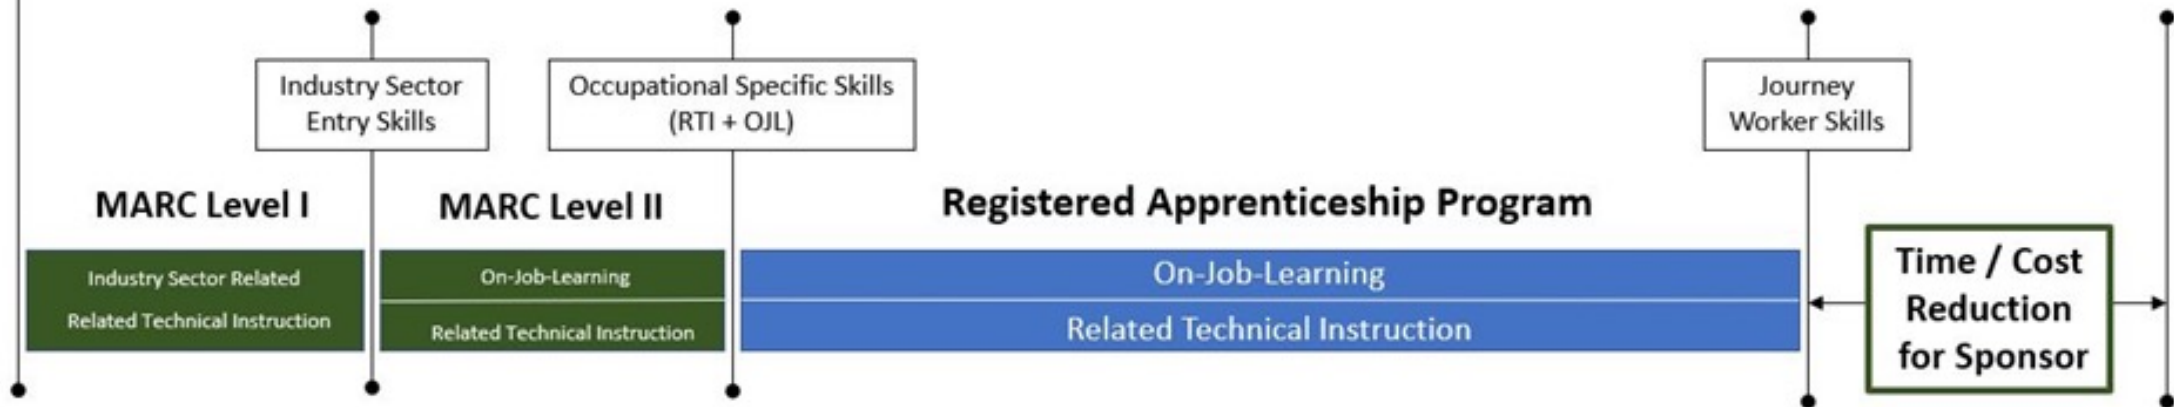 Industry Sector
Entry Skills
Occupational Specific Skills
(RTI + OJL)
Journey
Worker Skills
MARC Level I
MARC Level II
Registered Apprenticeship Program
Industry Sector Related
Related Technical Instruction
On-Job-Learning
Related Technical Instruction
On-Job-Learning
Related Technical Instruction
Time / Cost
Reduction
for Sponsor